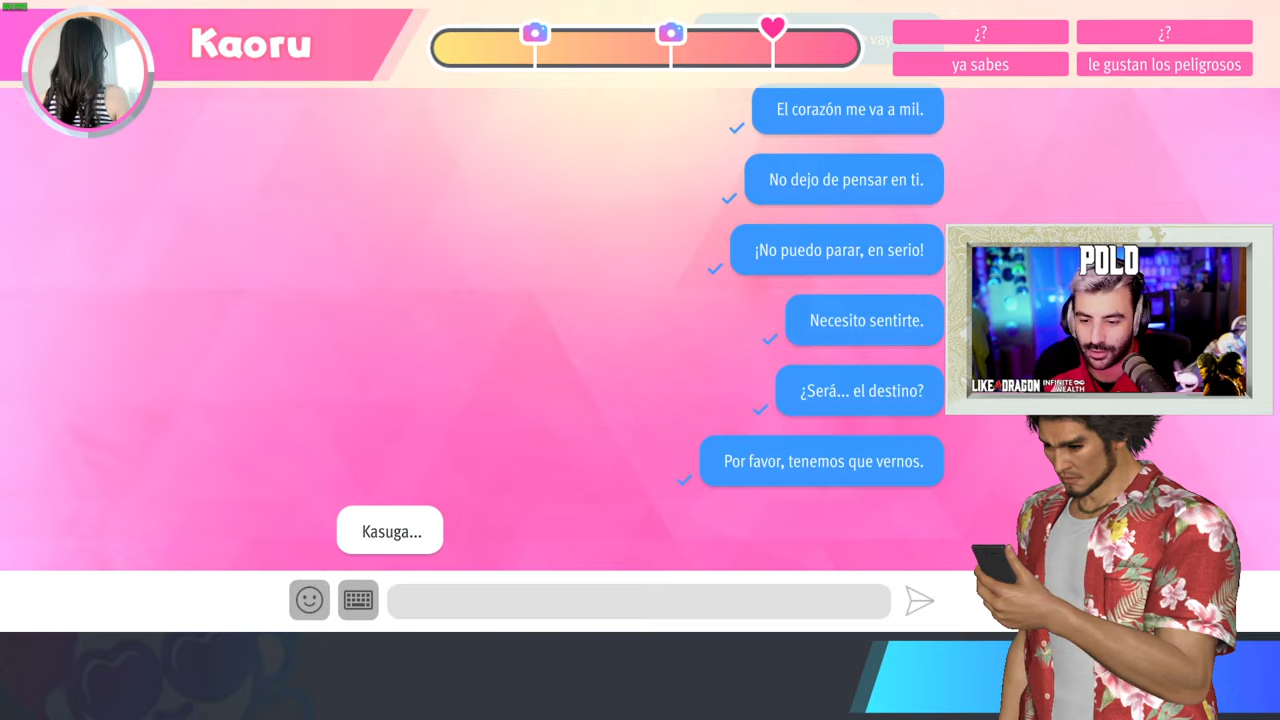 Kaoru
vay
¿?
¿?
ya sabes
le gustan los peligrosos
El corazón me va a mil.
No dejo de pensar en ti.
¡No puedo parar, en serio!
Necesito sentirte.
¿Será... el destino?
Por favor, tenemos que vernos.
Kasuga...
POLO
LIKE A DRAGON INFINITE WEALTH